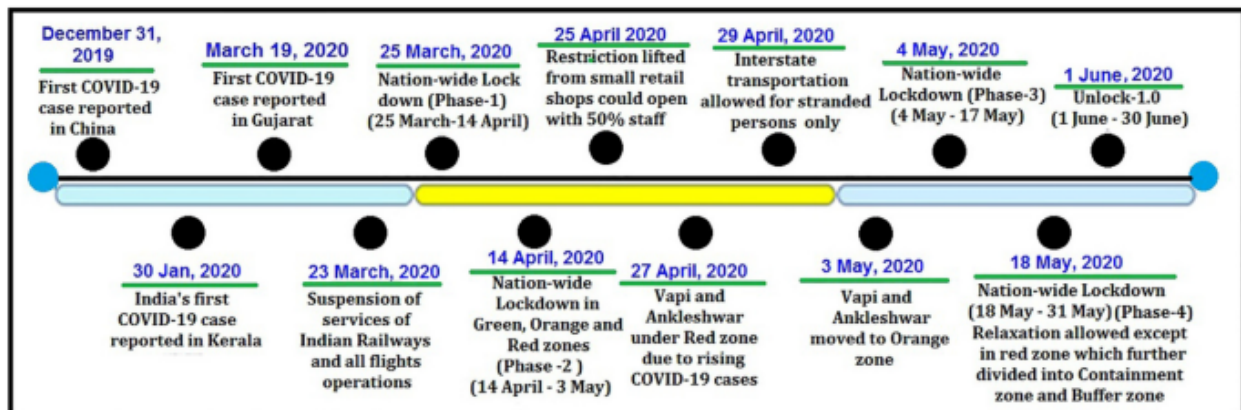 December 31,
2019
First COVID-19
case reported
in China
March 19, 2020
First COVID-19
case reported
in Gujarat
25 March, 2020
Nation-wide Lock
down (Phase-1)
(25 March-14 April)
25 April 2020
Restriction lifted
from small retail
shops could open
with 50% staff
29 April, 2020
Interstate
transportation
allowed for stranded
persons only
4 May, 2020
Nation-wide
Lockdown (Phase-3)
(4 May - 17 May)
1 June, 2020
Unlock-1.0
(1 June - 30 June)
30 Jan, 2020
India's first
COVID-19 case
reported in Kerala
23 March, 2020
Suspension of
services of
Indian Railways
and all flights
operations
14 April, 2020
Nation-wide
Lockdown in
Green, Orange and
Red zones
(Phase -2 )
(14 April - 3 May)
27 April, 2020
Vapi and
Ankleshwar
under Red zone
due to rising
COVID-19 cases
3 May, 2020
Vapi and
Ankleshwar
moved to Orange
zone
18 May, 2020
Nation-wide Lockdown
(18 May - 31 May) (Phase-4)
Relaxation allowed except
in red zone which further
divided into Containment
zone and Buffer zone